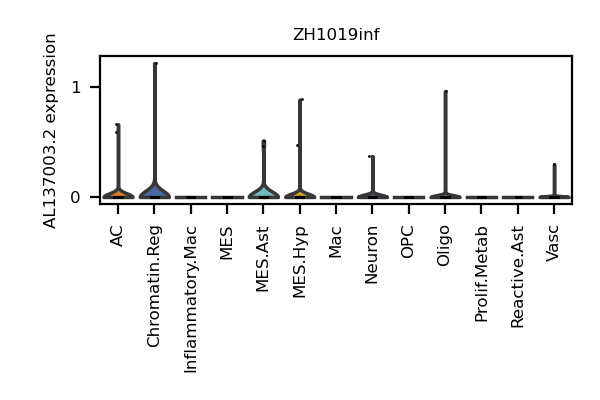 ZH1019inf
AL137003.2 expression
1
0
AC
Chromatin.Reg
Inflammatory.Mac
MES
MES.Ast
MES.Hyp
Mac
Neuron
OPC
Oligo
Prolif.Metab
Reactive.Ast
Vasc